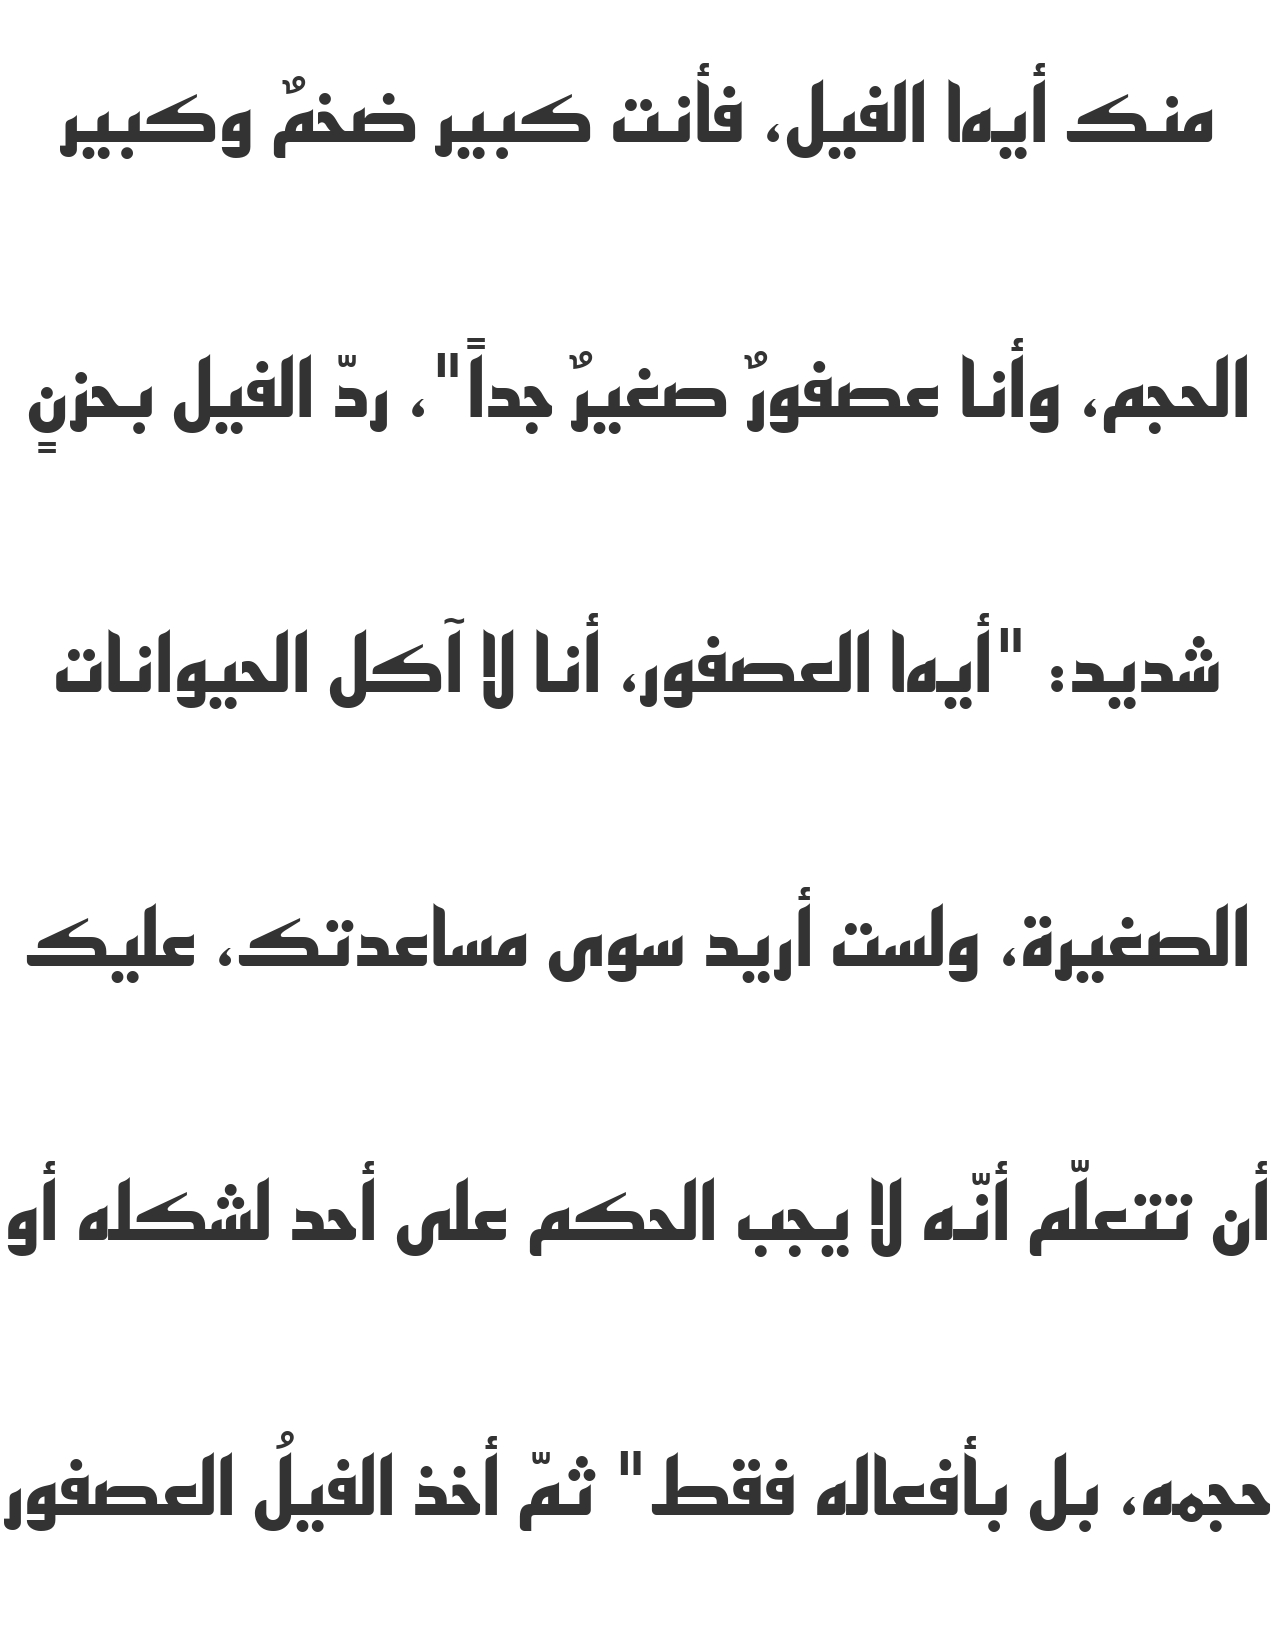 منك أيها الفيل، فأنت كبير ضخمٌ وكبير
الحجم، وأنا عصفورٌ صغيرٌ جداً"، ردّ الفيل بحزنٍ
شديد: "أيها العصفور، أنا لا آكل الحيوانات
الصغيرة، ولست أريد سوى مساعدتك، عليك
أن تتعلّم أنّه لا يجب الحكم على أحد لشكله أو
حجمه، بل بأفعاله فقط" ثمّ أخذ الفيلُ العصفور